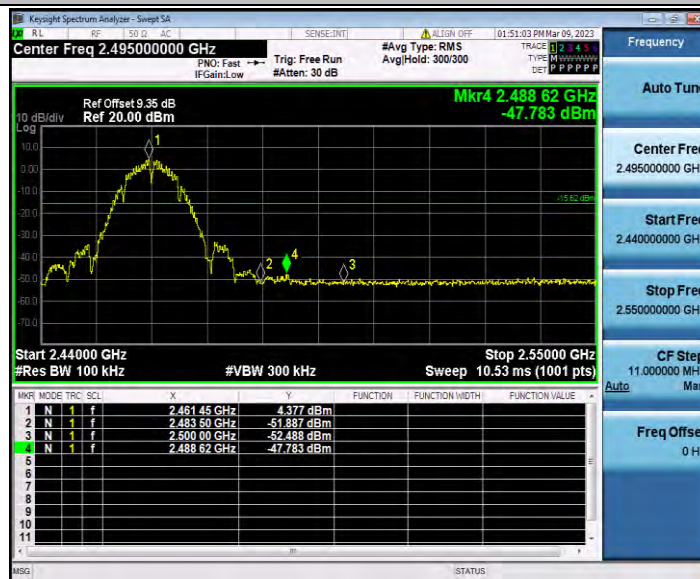 Keysight Spectrum Analyzer - Swept SA
RL RF 50 Ω AC SENSE:INT ALIGN OFF 01:51:03 PM Mar 09, 2023
Center Freq 2.495000000 GHz
PNO: Fast
IFGain:Low
Trig: Free Run
#Atten: 30 dB
#Avg Type: RMS
Avg|Hold: 300/300
TRACE 1 2 3 4 5 6
TYPE M
DET P P P P P P
Frequency
Mkr4 2.488 62 GHz
-47.783 dBm
Ref Offset 9.35 dB
10 dB/div Ref 20.00 dBm
Log
10.0
0.00
-10.0
-20.0
-30.0
-40.0
-50.0
-60.0
-70.0
1
2
4
3
-15.62 dBm
Start 2.44000 GHz Stop 2.55000 GHz
#Res BW 100 kHz #VBW 300 kHz Sweep 10.53 ms (1001 pts)
MKR MODE TRC SCL X Y FUNCTION FUNCTION WIDTH FUNCTION VALUE
1 N 1 f 2.461 45 GHz 4.377 dBm
2 N 1 f 2.483 50 GHz -51.887 dBm
3 N 1 f 2.500 00 GHz -52.488 dBm
4 N 1 f 2.488 62 GHz -47.783 dBm
5
6
7
8
9
10
11
MSG STATUS
Auto Tune
Center Freq
2.495000000 GH
Start Freq
2.440000000 GH
Stop Freq
2.550000000 GH
CF Step
11.000000 MH
Auto Man
Freq Offse
0 H